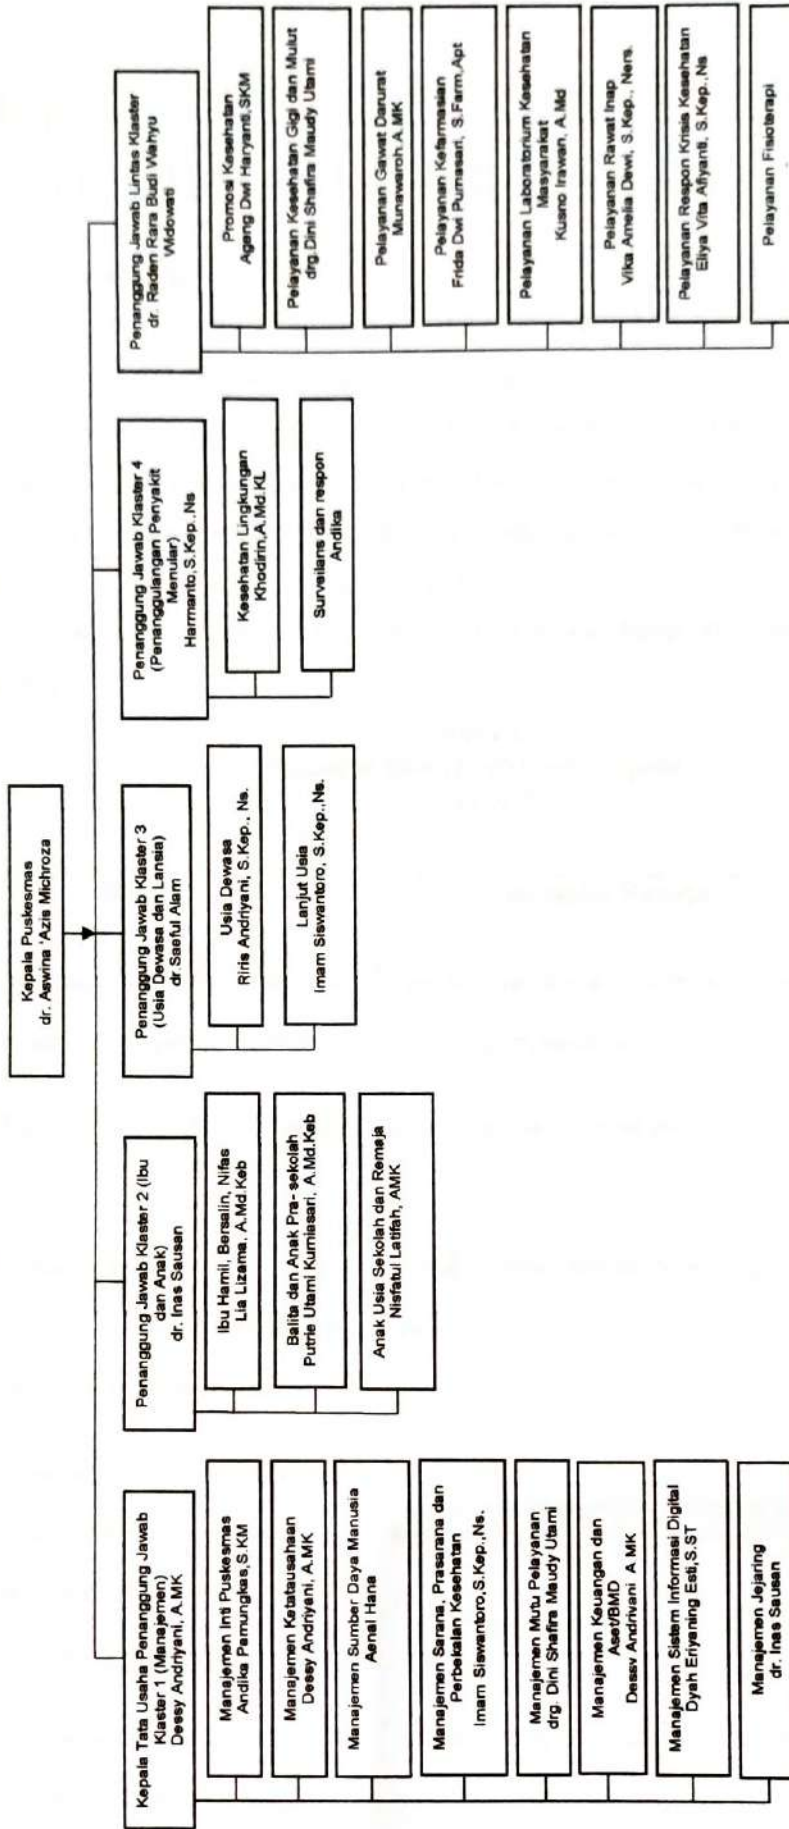 Kepala Puskesmas
dr. Aswina 'Azis Michroza
Kepala Tata Usaha Penanggung Jawab
Klaster 1 (Manajemen)
Dessy Andriyani, A.MK
Manajemen Inti Puskesmas
Andika Pamungkas,S.KM
Manajemen Ketatausahaan
Dessy Andriyani, A.MK
Manajemen Sumber Daya Manusia
Aenal Hana
Manajemen Sarana, Prasarana dan
Perbekalan Kesehatan
Imam Siswantoro,S.Kep.,Ns.
Manajemen Mutu Pelayanan
drg. Dini Shafira Maudy Utami
Manajemen Keuangan dan
Aset/BMD
Dessy Andriyani A MK
Manajemen Sistem Informasi Digital
Dyah Eriyaning Esti,S.ST
Manajemen Jejaring
dr. Inas Sausan
Penanggung Jawab Klaster 2 (Ibu
dan Anak)
dr. Inas Sausan
Ibu Hamil, Bersalin, Nifas
Lia Lizama, A.Md.Keb
Balita dan Anak Pra- sekolah
Putrie Utami Kurniasari, A.Md.Keb
Anak Usia Sekolah dan Remaja
Nisfatul Latifah, AMK
Penanggung Jawab Klaster 3
(Usia Dewasa dan Lansia)
dr.Saeful Alam
Usia Dewasa
Riris Andriyani, S.Kep., Ns.
Lanjut Usia
Imam Siswantoro, S.Kep.,Ns.
Penanggung Jawab Klaster 4
(Penanggulangan Penyakit
Menular)
Harmanto,S.Kep.,Ns
Kesehatan Lingkungan
Khodirin,A.Md.KL
Surveilans dan respon
Andika
Penanggung Jawab Lintas Klaster
dr. Raden Rara Budi Wahyu
Widowati
Promosi Kesehatan
Ageng Dwi Haryanti,SKM
Pelayanan Kesehatan Gigi dan Mulut
drg.Dini Shafira Maudy Utami
Pelayanan Gawat Darurat
Munawaroh,A.MK
Pelayanan Kefarmasian
Frida Dwi Purnasari, S.Farm,Apt
Pelayanan Laboratorium Kesehatan
Masyarakat
Kusno Irawan, A.Md
Pelayanan Rawat Inap
Vika Amelia Dewi, S.Kep., Ners.
Pelayanan Respon Krisis Kesehatan
Eliya Vita Afiyanti, S.Kep.,Ns
Pelayanan Fisioterapi